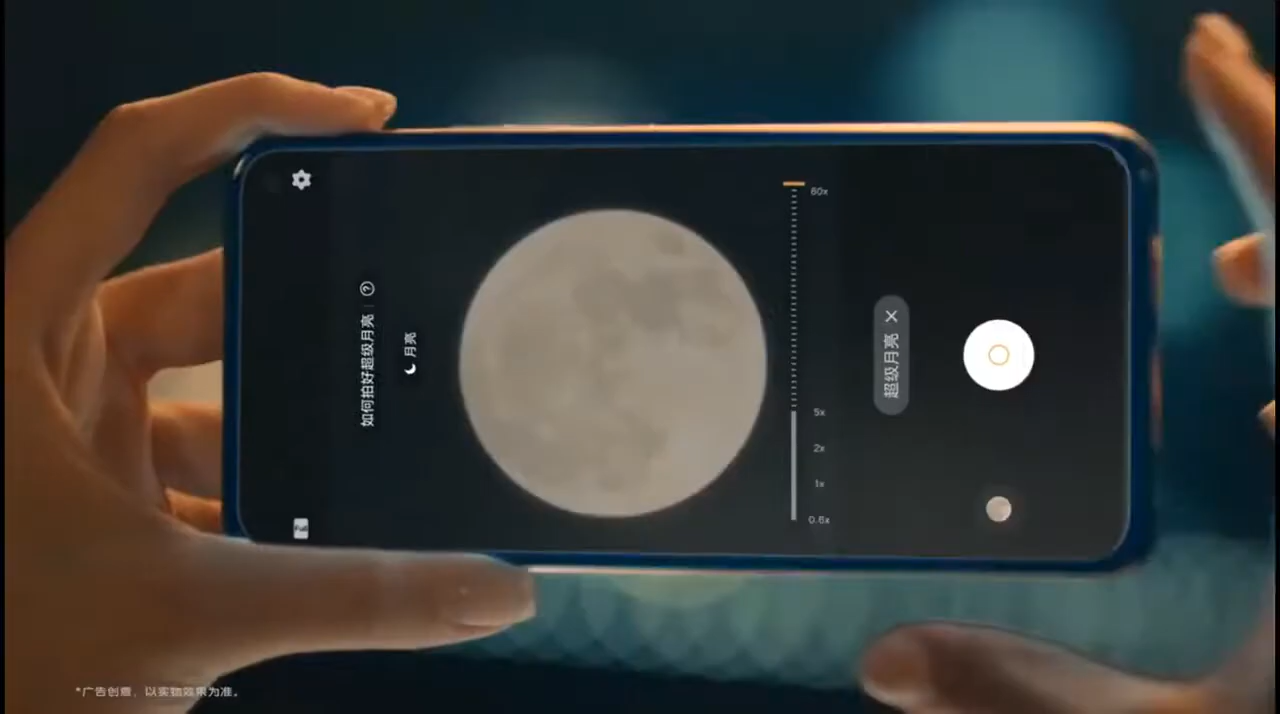 如何拍好超级月亮 ?
月亮
60x
5x
2x
1x
0.6x
超级月亮 ×
Full
*广告创意，以实物效果为准。